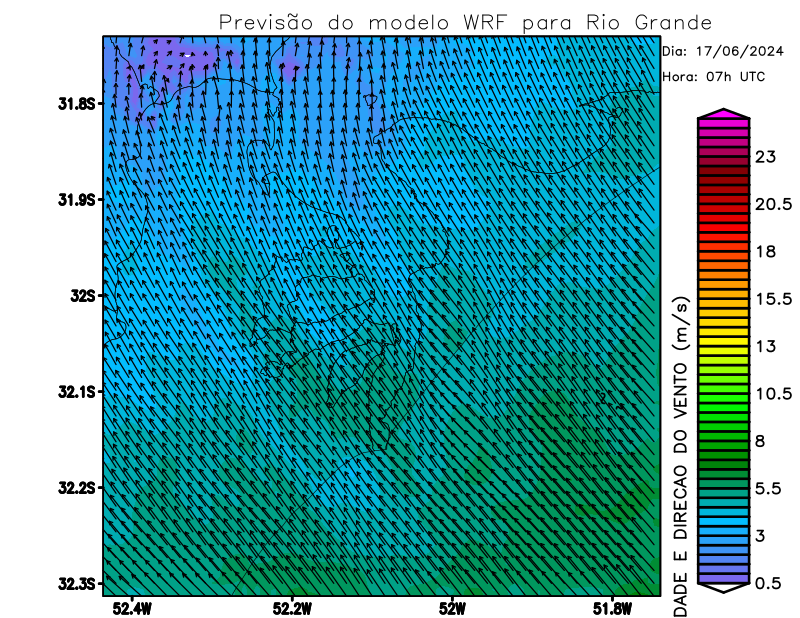 Previsão do modelo WRF para Rio Grande
Dia: 17/06/2024
Hora: 07h UTC
31.8S
31.9S
32S
32.1S
32.2S
32.3S
52.4W
52.2W
52W
51.8W
23
20.5
18
15.5
13
10.5
8
5.5
3
0.5
DADE E DIRECAO DO VENTO (m/s)